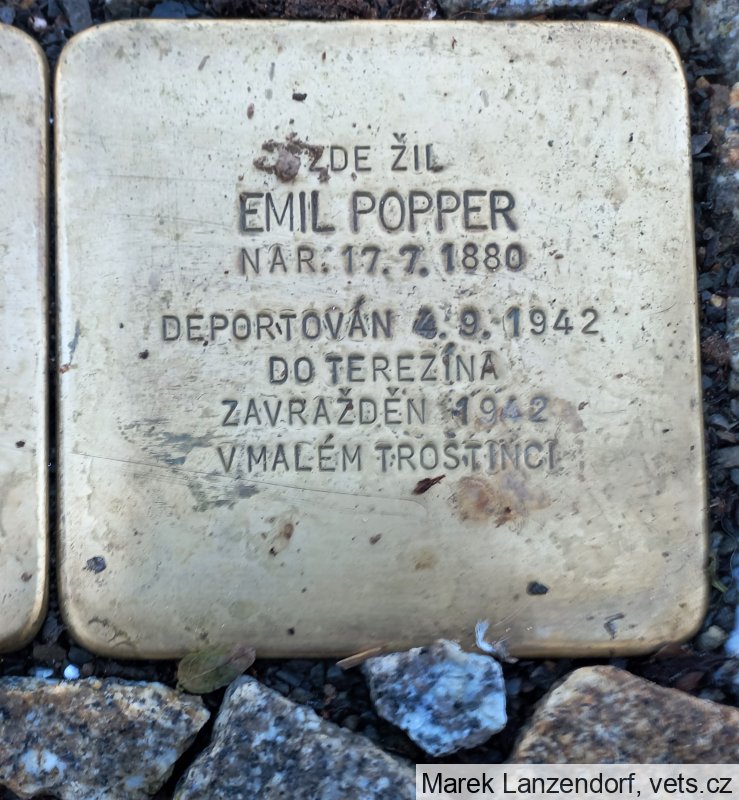 ZDE ŽIL
EMIL POPPER
NAR. 17.7.1880
DEPORTOVÁN 4.9.1942
DO TEREZÍNA
ZAVRAŽDĚN 1942
V MALÉM TROSTINCI
Marek Lanzendorf, vets.cz